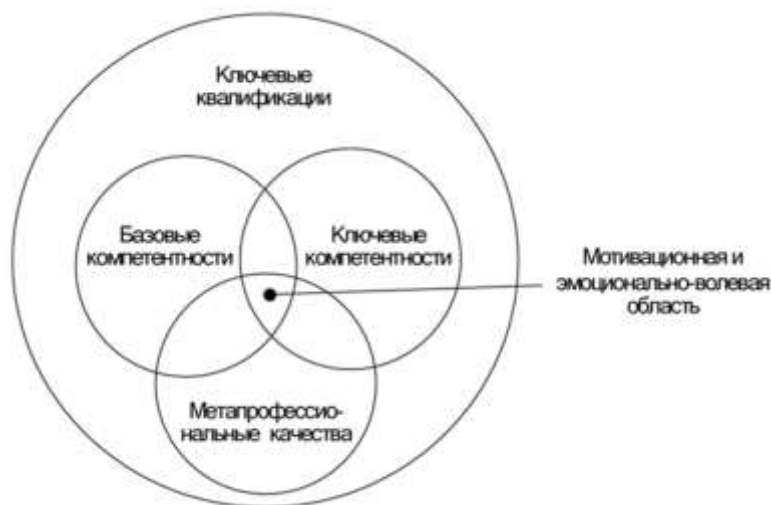 Ключевые
квалификации
Базовые
компетентности
Ключевые
компетентности
Мотивационная и
эмоционально-волевая
область
Метапрофессио-
нальные качества